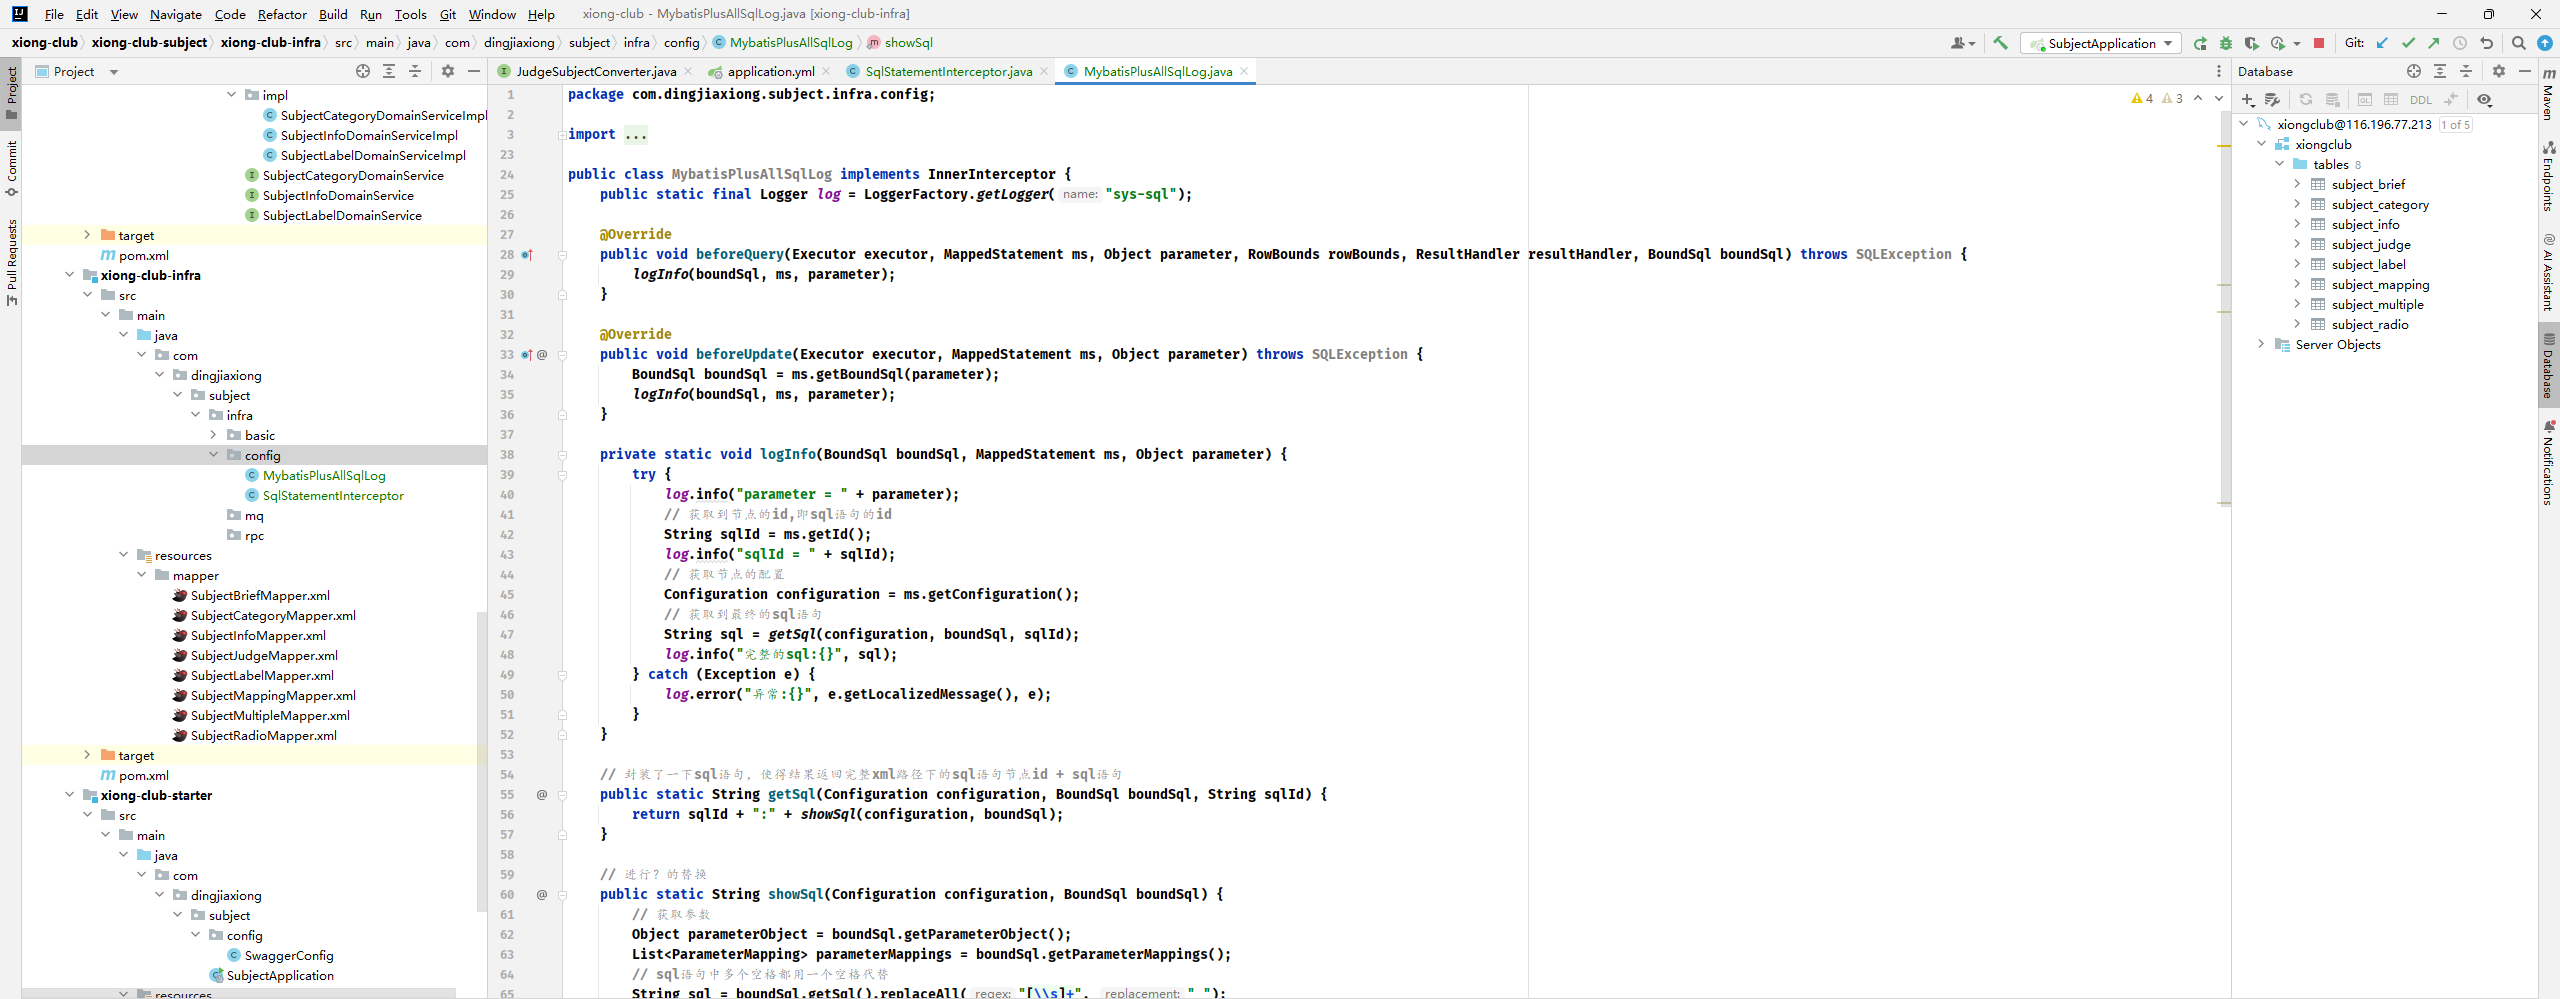 File Edit View Navigate Code Refactor Build Run Tools Git Window Help xiong-club - MybatisPlusAllSqlLog.java [xiong-club-infra]
xiong-club xiong-club-subject xiong-club-infra src main java com dingjiaxiong subject infra config MybatisPlusAllSqlLog showSql SubjectApplication Git:
Project
JudgeSubjectConverter.java application.yml SqlStatementInterceptor.java MybatisPlusAllSqlLog.java
Database
Project
Commit
Pull Requests
impl
SubjectCategoryDomainServiceImpl
SubjectInfoDomainServiceImpl
SubjectLabelDomainServiceImpl
SubjectCategoryDomainService
SubjectInfoDomainService
SubjectLabelDomainService
target
pom.xml
xiong-club-infra
src
main
java
com
dingjiaxiong
subject
infra
basic
config
MybatisPlusAllSqlLog
SqlStatementInterceptor
mq
rpc
resources
mapper
SubjectBriefMapper.xml
SubjectCategoryMapper.xml
SubjectInfoMapper.xml
SubjectJudgeMapper.xml
SubjectLabelMapper.xml
SubjectMappingMapper.xml
SubjectMultipleMapper.xml
SubjectRadioMapper.xml
target
pom.xml
xiong-club-starter
src
main
java
com
dingjiaxiong
subject
config
SwaggerConfig
SubjectApplication
resources
4 3
1 package com.dingjiaxiong.subject.infra.config;
2
3 import ...
23
24 public class MybatisPlusAllSqlLog implements InnerInterceptor {
25 public static final Logger log = LoggerFactory.getLogger( name: "sys-sql");
26
27 @Override
28 public void beforeQuery(Executor executor, MappedStatement ms, Object parameter, RowBounds rowBounds, ResultHandler resultHandler, BoundSql boundSql) throws SQLException {
29 logInfo(boundSql, ms, parameter);
30 }
31
32 @Override
33 @ public void beforeUpdate(Executor executor, MappedStatement ms, Object parameter) throws SQLException {
34 BoundSql boundSql = ms.getBoundSql(parameter);
35 logInfo(boundSql, ms, parameter);
36 }
37
38 private static void logInfo(BoundSql boundSql, MappedStatement ms, Object parameter) {
39 try {
40 log.info("parameter = " + parameter);
41 // 获取到节点的id,即sql语句的id
42 String sqlId = ms.getId();
43 log.info("sqlId = " + sqlId);
44 // 获取节点的配置
45 Configuration configuration = ms.getConfiguration();
46 // 获取到最终的sql语句
47 String sql = getSql(configuration, boundSql, sqlId);
48 log.info("完整的sql:{}", sql);
49 } catch (Exception e) {
50 log.error("异常:{}", e.getLocalizedMessage(), e);
51 }
52 }
53
54 // 封装了一下sql语句，使得结果返回完整xml路径下的sql语句节点id + sql语句
55 @ public static String getSql(Configuration configuration, BoundSql boundSql, String sqlId) {
56 return sqlId + ":" + showSql(configuration, boundSql);
57 }
58
59 // 进行？的替换
60 @ public static String showSql(Configuration configuration, BoundSql boundSql) {
61 // 获取参数
62 Object parameterObject = boundSql.getParameterObject();
63 List<ParameterMapping> parameterMappings = boundSql.getParameterMappings();
64 // sql语句中多个空格都用一个空格代替
65 String sql = boundSql.getSql().replaceAll( regex: "[\\s]+", replacement: " ");
DDL
xiongclub@116.196.77.213 1 of 5
xiongclub
tables 8
subject_brief
subject_category
subject_info
subject_judge
subject_label
subject_mapping
subject_multiple
subject_radio
Server Objects
Maven
Endpoints
AI Assistant
Database
Notifications